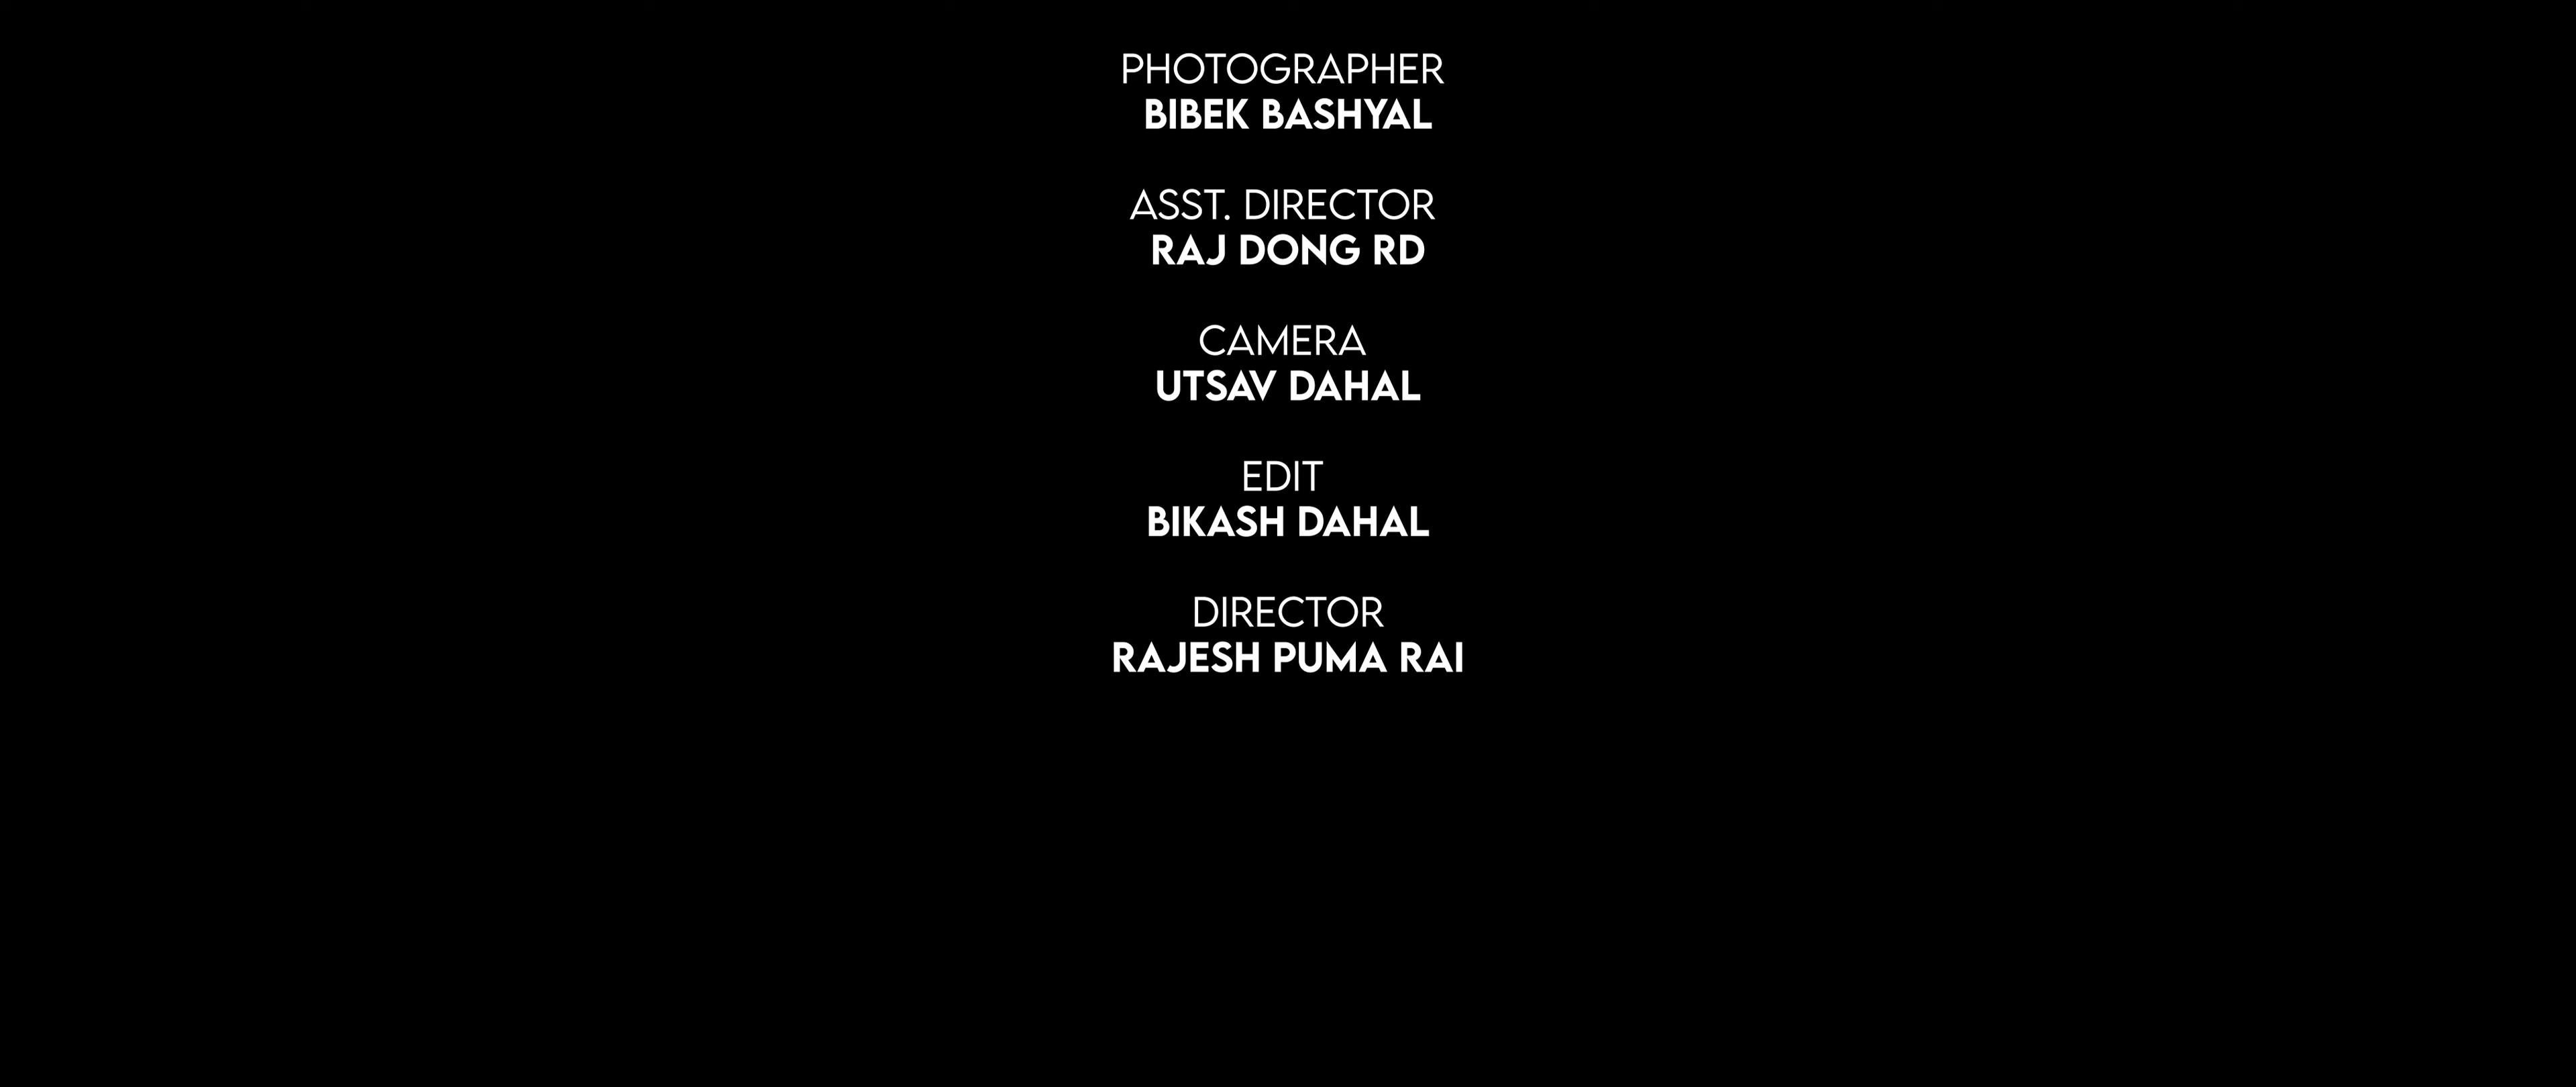 PHOTOGRAPHER
BIBEK BASHYAL
ASST. DIRECTOR
RAJ DONG RD
CAMERA
UTSAV DAHAL
EDIT
BIKASH DAHAL
DIRECTOR
RAJESH PUMA RAI